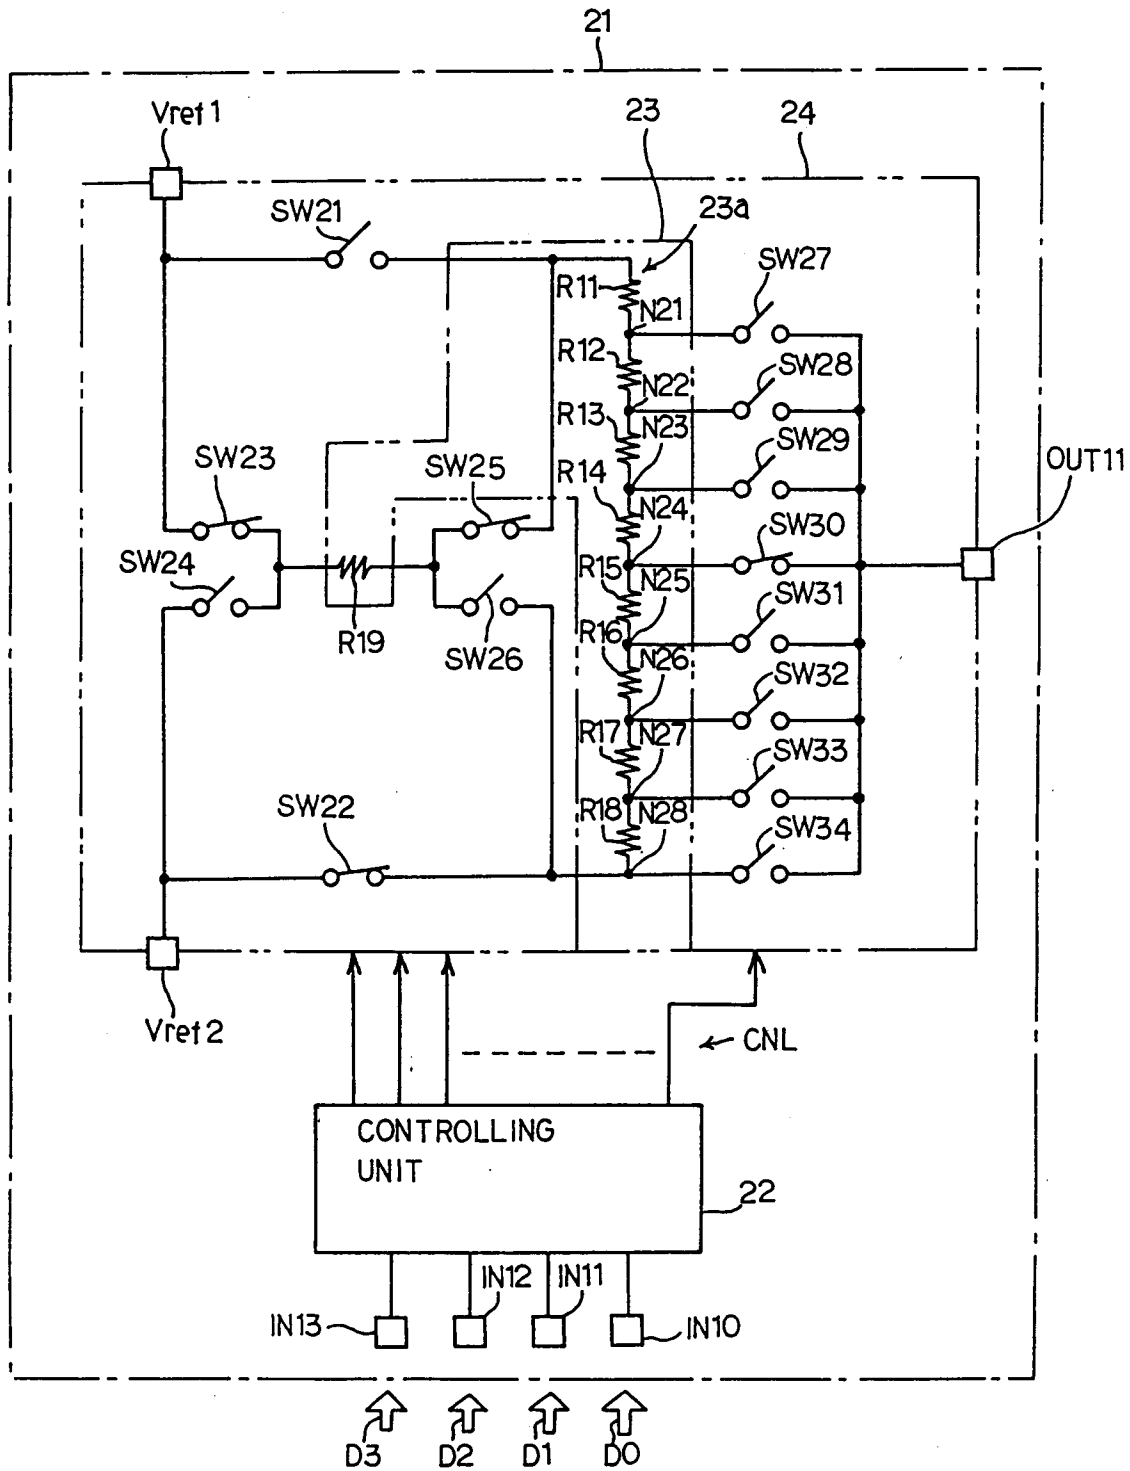 21
Vref1
23
24
SW21
23a
SW27
R11
N21
R12
SW28
N22
R13
N23
SW29
OUT11
SW23
SW25
R14
N24
SW30
SW24
R15
N25
SW31
R19
R16
SW26
N26
SW32
R17
N27
SW33
SW22
R18
N28
SW34
Vref2
CNL
CONTROLLING
UNIT
22
IN12
IN11
IN13
IN10
D3
D2
D1
D0